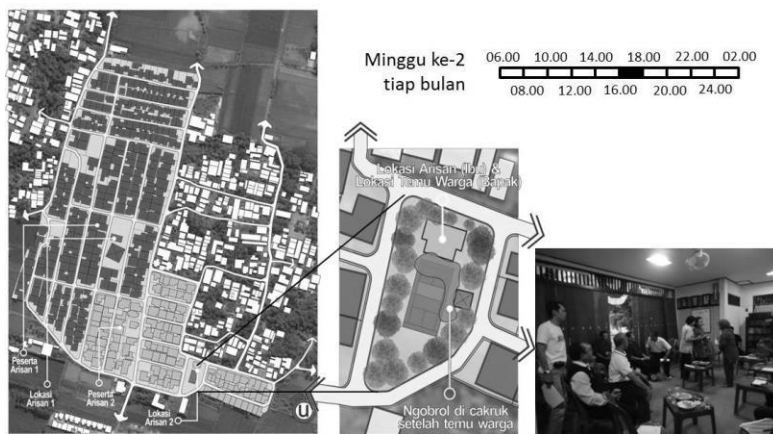 Minggu ke-2
tiap bulan
06.00 10.00 14.00 18.00 22.00 02.00
08.00 12.00 16.00 20.00 24.00
Lokasi Arisan (Ibu) &
Lokasi Temu Warga (Bapak)
Peserta
Arisan 1
Lokasi
Arisan 1
Peserta
Arisan 2
Lokasi
Arisan 2
U
Ngobrol di cakruk
setelah temu warga